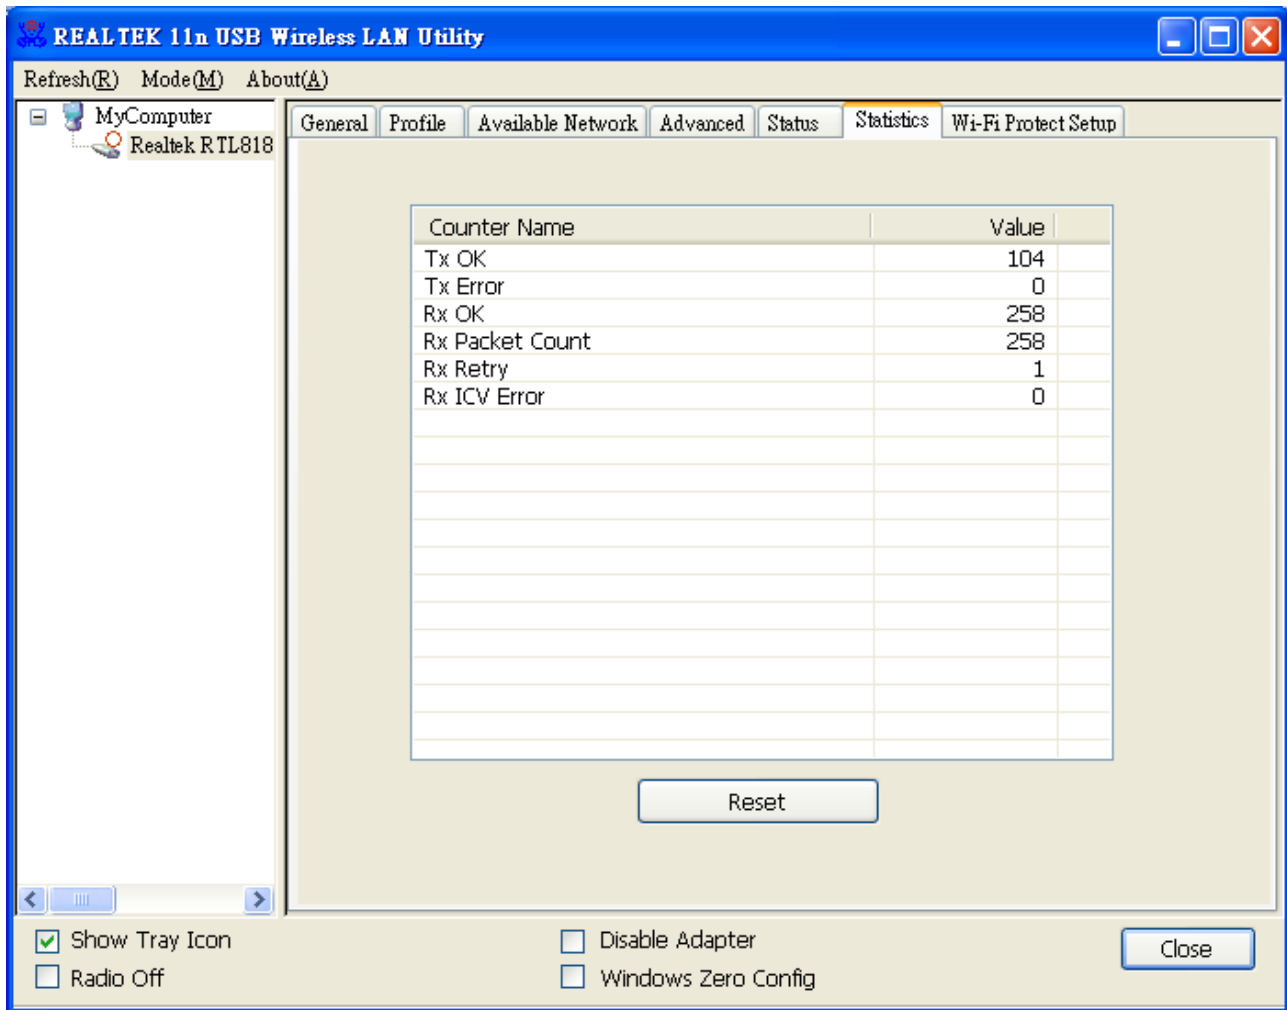 REALTEK 11n USB Wireless LAN Utility
Refresh(R) Mode(M) About(A)
MyComputer
Realtek RTL818
General Profile Available Network Advanced Status Statistics Wi-Fi Protect Setup
Counter Name Value
Tx OK 104
Tx Error 0
Rx OK 258
Rx Packet Count 258
Rx Retry 1
Rx ICV Error 0
Reset
Show Tray Icon Disable Adapter
Radio Off Windows Zero Config
Close